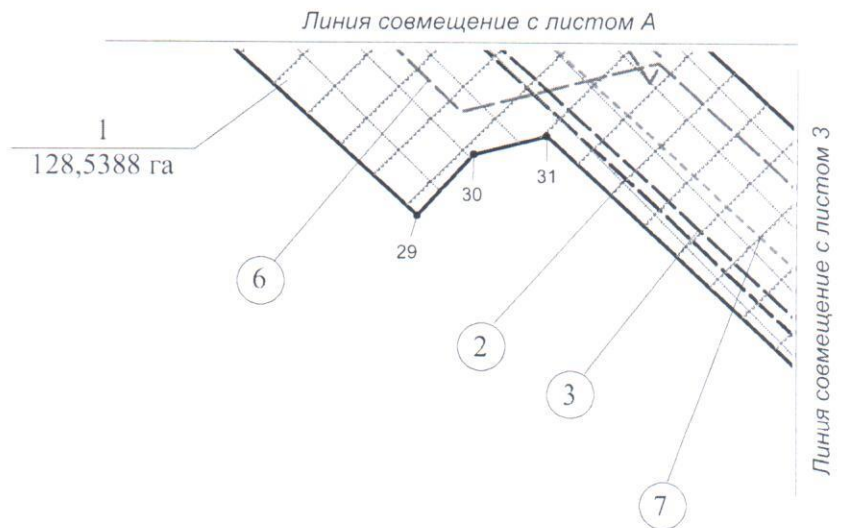 Линия совмещение с листом А
1
128,5388 га
31
30
29
6
2
3
7
Линия совмещение с листом 3